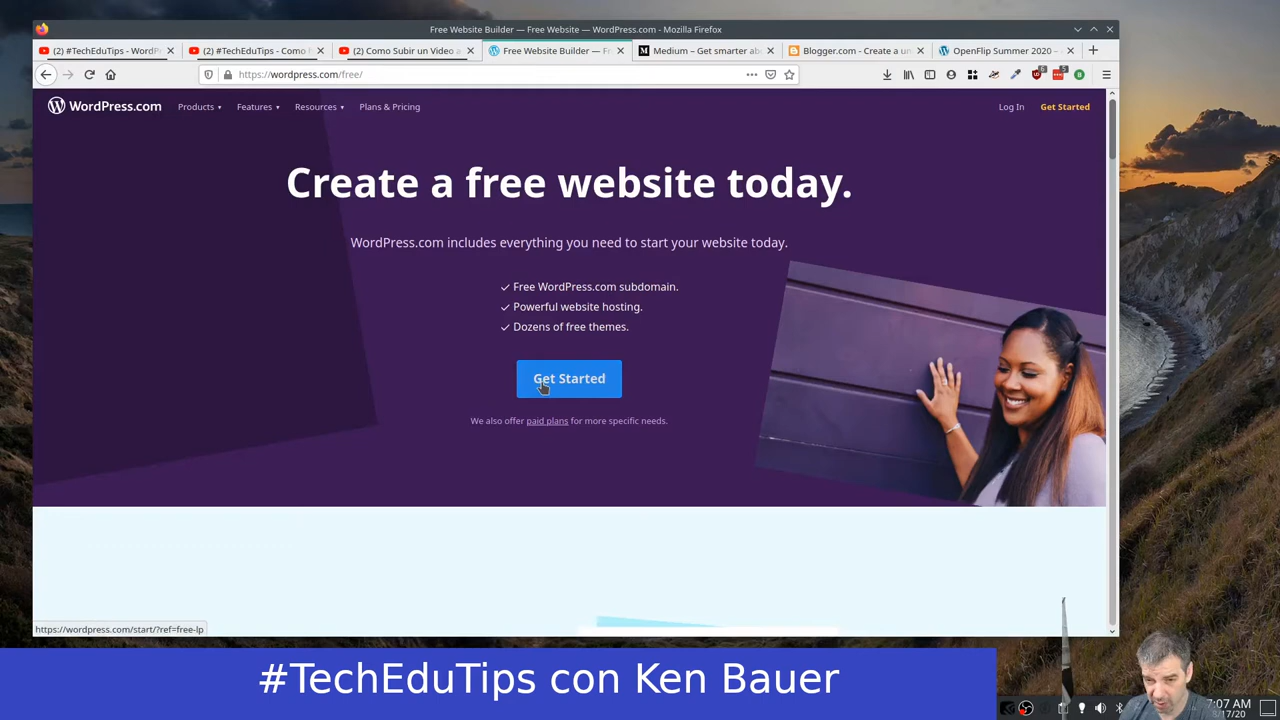 Free Website Builder — Free Website — WordPress.com - Mozilla Firefox
(2) #TechEduTips - WordPr
(2) #TechEduTips - Como
(2) Como Subir un Video a
Free Website Builder — Fr
Medium – Get smarter abo
Blogger.com - Create a un
OpenFlip Summer 2020 –
https://wordpress.com/free/
WordPress.com Products Features Resources Plans & Pricing Log In Get Started
Create a free website today.
WordPress.com includes everything you need to start your website today.
✓ Free WordPress.com subdomain.
✓ Powerful website hosting.
✓ Dozens of free themes.
Get Started
We also offer paid plans for more specific needs.
https://wordpress.com/start/?ref=free-lp
#TechEduTips con Ken Bauer
7:07 AM